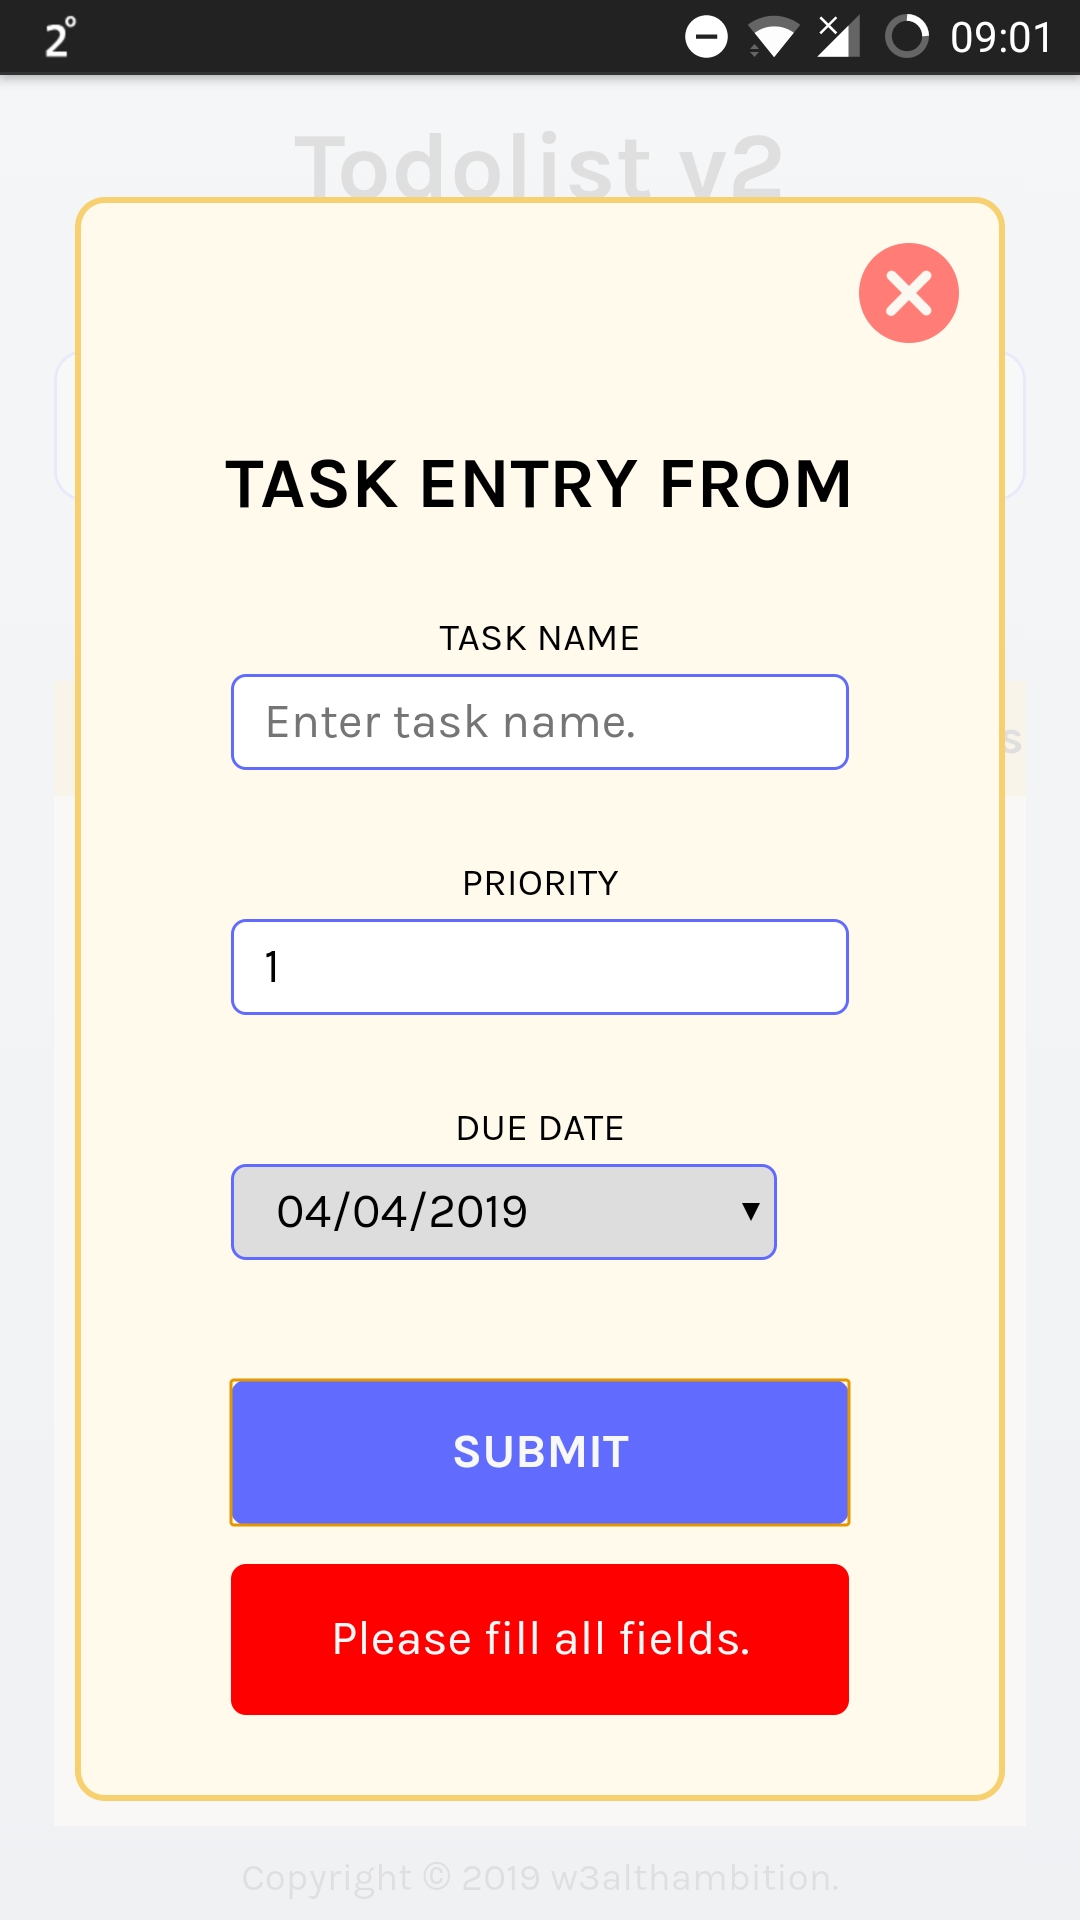 2°
09:01
Todolist v2
TASK ENTRY FROM
TASK NAME
Enter task name.
s
PRIORITY
1
DUE DATE
04/04/2019
SUBMIT
Please fill all fields.
Copyright © 2019 w3althambition.